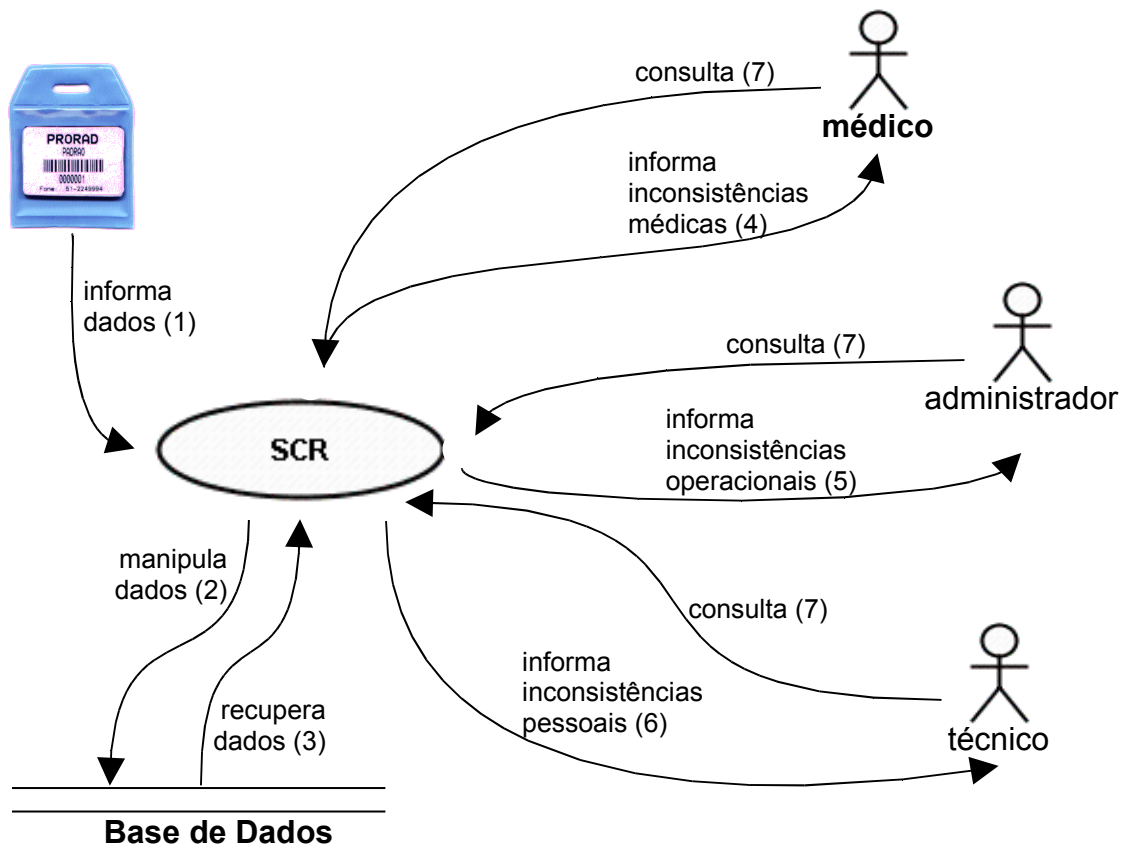 consulta (7)
médico
PRORAD
PADRAO
0000001
Fone: 51-2249994
informa
inconsistências
médicas (4)
informa
dados (1)
consulta (7)
administrador
informa
inconsistências
operacionais (5)
SCR
manipula
dados (2)
consulta (7)
informa
inconsistências
pessoais (6)
técnico
recupera
dados (3)
Base de Dados